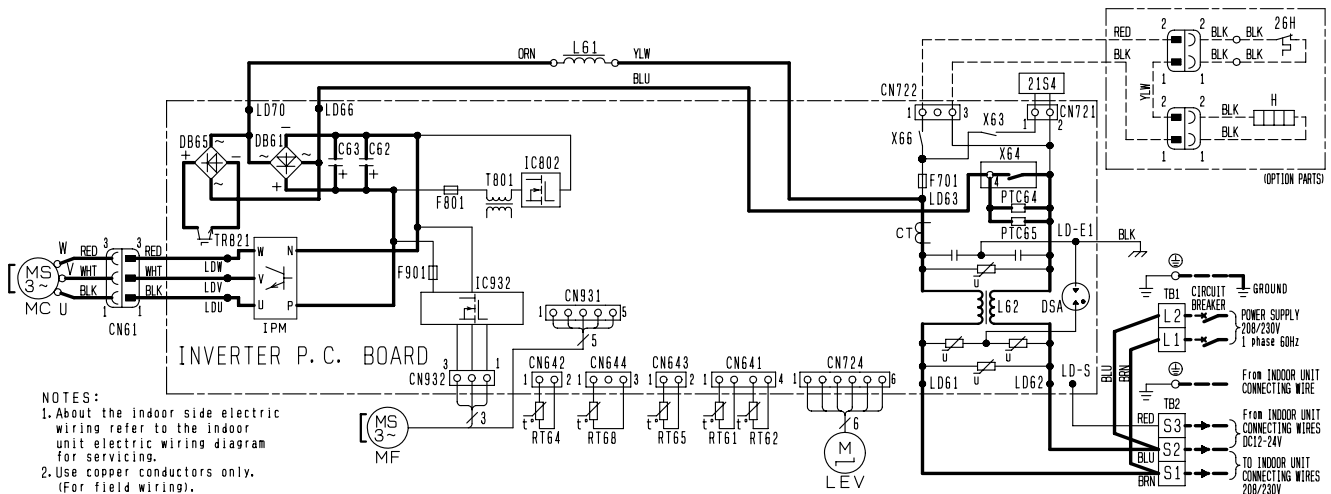 L61
ORN
YLW
BLU
RED
BLK
YLW
2
2
1
1
BLK
BLK
26H
BLK
BLK
2
2
1
1
BLK
H
BLK
(OPTION PARTS)
LD70
LD66
DB65
DB61
+
~
−
~
−
~
~
+
C63
C62
+
+
IC802
T801
F801
TR821
CN722
1
3
21S4
CN721
1
2
X63
X66
X64
4
F701
LD63
PTC64
PTC65
CT
LD-E1
BLK
U
L62
DSA
U
U
U
LD61
LD62
LD-S
W
V
U
MS
3~
MC
RED
WHT
BLK
3
3
1
1
CN61
RED
WHT
BLK
LDW
LDV
LDU
W
N
V
U
P
IPM
F901
IC932
INVERTER P. C. BOARD
CN931
1
5
5
3
1
CN932
3
MS
3~
MF
CN642
1
2
t°
RT64
CN644
1
3
t°
RT68
CN643
1
2
t°
RT65
CN641
1
4
t°
t°
RT61
RT62
CN724
1
6
6
M
LEV
GROUND
TB1
CIRCUIT
BREAKER
L2
L1
POWER SUPPLY
208/230V
1 phase 60Hz
BLU
BRN
From INDOOR UNIT
CONNECTING WIRE
TB2
RED
S3
From INDOOR UNIT
CONNECTING WIRES
DC12-24V
BLU
S2
BRN
S1
TO INDOOR UNIT
CONNECTING WIRES
208/230V
NOTES:
1. About the indoor side electric
wiring refer to the indoor
unit electric wiring diagram
for servicing.
2. Use copper conductors only.
(For field wiring).